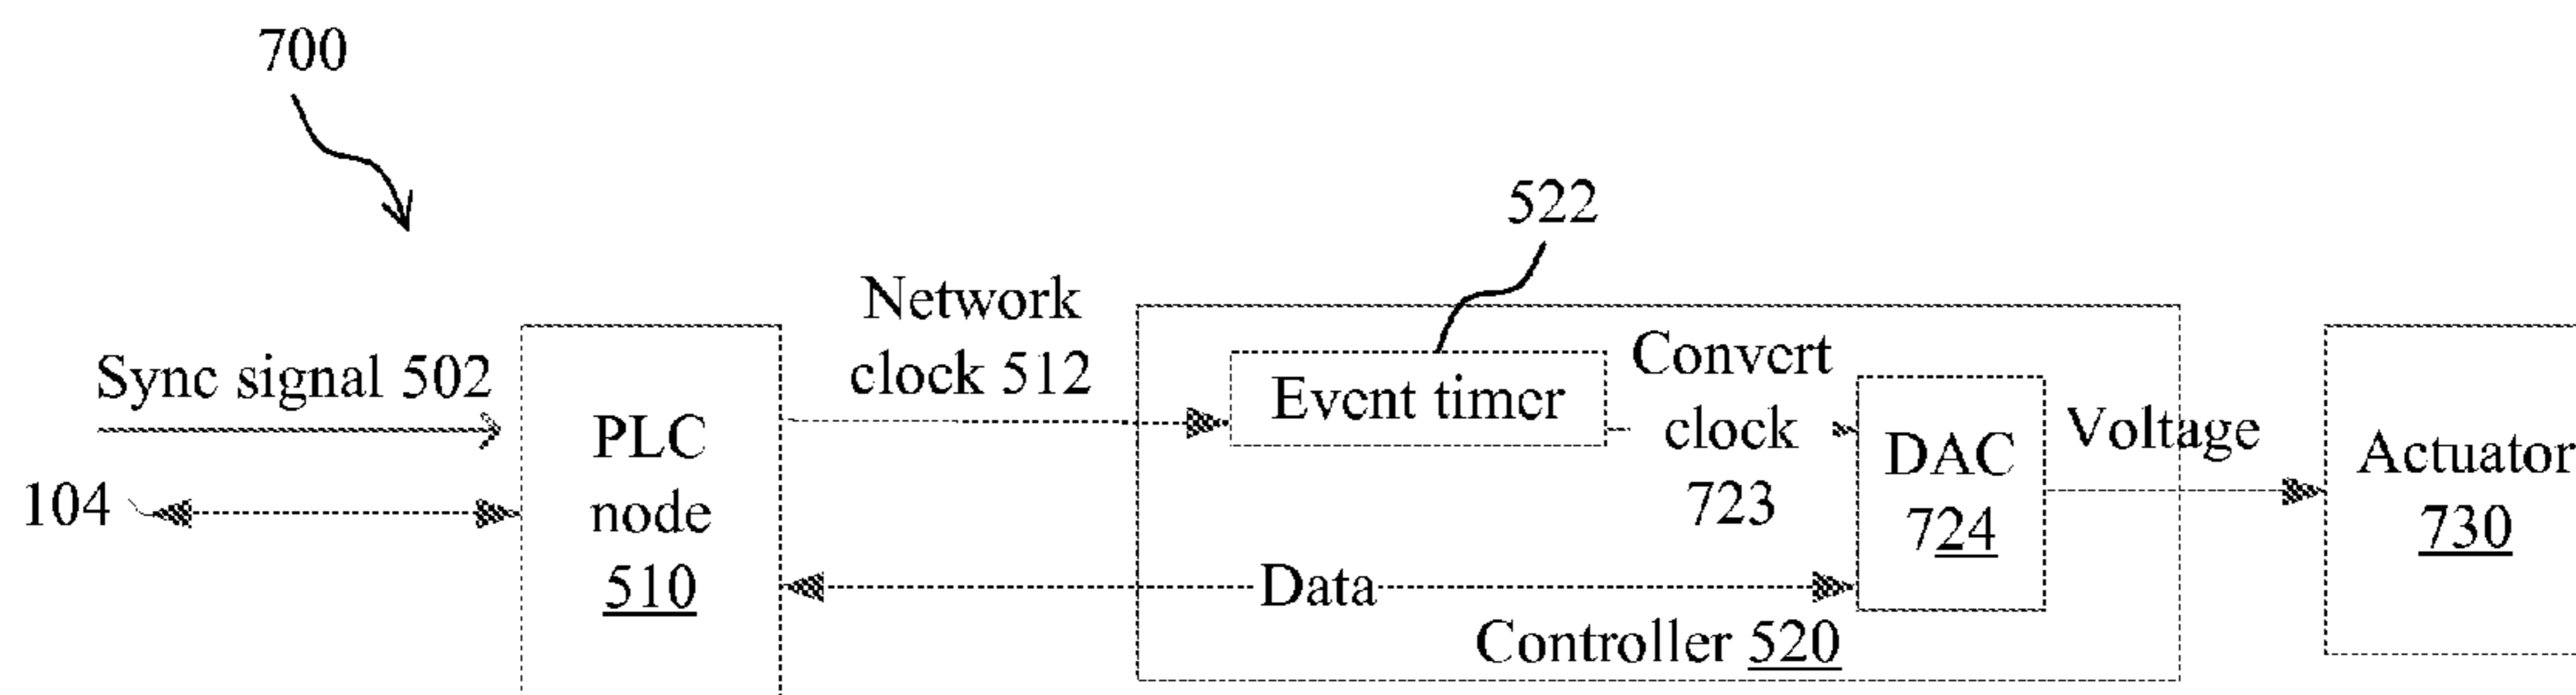 700
522
Network
clock 512
Sync signal 502
104
PLC
node
510
Event timer
Convert
clock
723
DAC
724
Voltage
Actuator
730
Data
Controller 520